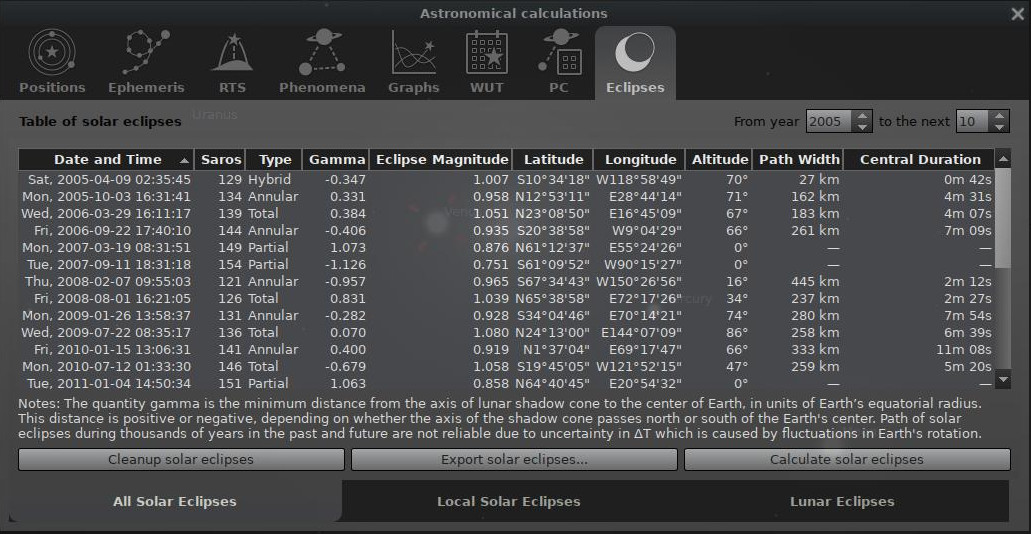 Astronomical calculations
Positions Ephemeris RTS Phenomena Graphs WUT PC Eclipses
Uranus
Table of solar eclipses From year 2005 to the next 10
Date and Time Saros Type Gamma Eclipse Magnitude Latitude Longitude Altitude Path Width Central Duration
Sat, 2005-04-09 02:35:45 129 Hybrid -0.347 1.007 S10°34'18" W118°58'49" 70° 27 km 0m 42s
Mon, 2005-10-03 16:31:41 134 Annular 0.331 0.958 N12°53'11" E28°44'14" 71° 162 km 4m 31s
Wed, 2006-03-29 16:11:17 139 Total 0.384 1.051 N23°08'50" E16°45'09" 67° 183 km 4m 07s
Fri, 2006-09-22 17:40:10 144 Annular -0.406 0.935 S20°38'58" W9°04'29" 66° 261 km 7m 09s
Mon, 2007-03-19 08:31:51 149 Partial 1.073 0.876 N61°12'37" E55°24'26" 0° — —
Tue, 2007-09-11 18:31:18 154 Partial -1.126 0.751 S61°09'52" W90°15'27" 0° — —
Thu, 2008-02-07 09:55:03 121 Annular -0.957 0.965 S67°34'43" W150°26'56" 16° 445 km 2m 12s
Fri, 2008-08-01 16:21:05 126 Total 0.831 1.039 N65°38'58" E72°17'26" 34° 237 km 2m 27s
Mon, 2009-01-26 13:58:37 131 Annular -0.282 0.928 S34°04'46" E70°14'21" 74° 280 km 7m 54s
Wed, 2009-07-22 08:35:17 136 Total 0.070 1.080 N24°13'00" E144°07'09" 86° 258 km 6m 39s
Fri, 2010-01-15 13:06:31 141 Annular 0.400 0.919 N1°37'04" E69°17'47" 66° 333 km 11m 08s
Mon, 2010-07-12 01:33:30 146 Total -0.679 1.058 S19°45'05" W121°52'15" 47° 259 km 5m 20s
Tue, 2011-01-04 14:50:34 151 Partial 1.063 0.858 N64°40'45" E20°54'32" 0° — —
Notes: The quantity gamma is the minimum distance from the axis of lunar shadow cone to the center of Earth, in units of Earth’s equatorial radius.
This distance is positive or negative, depending on whether the axis of the shadow cone passes north or south of the Earth's center. Path of solar
eclipses during thousands of years in the past and future are not reliable due to uncertainty in ΔT which is caused by fluctuations in Earth's rotation.
Cleanup solar eclipses Export solar eclipses... Calculate solar eclipses
All Solar Eclipses Local Solar Eclipses Lunar Eclipses